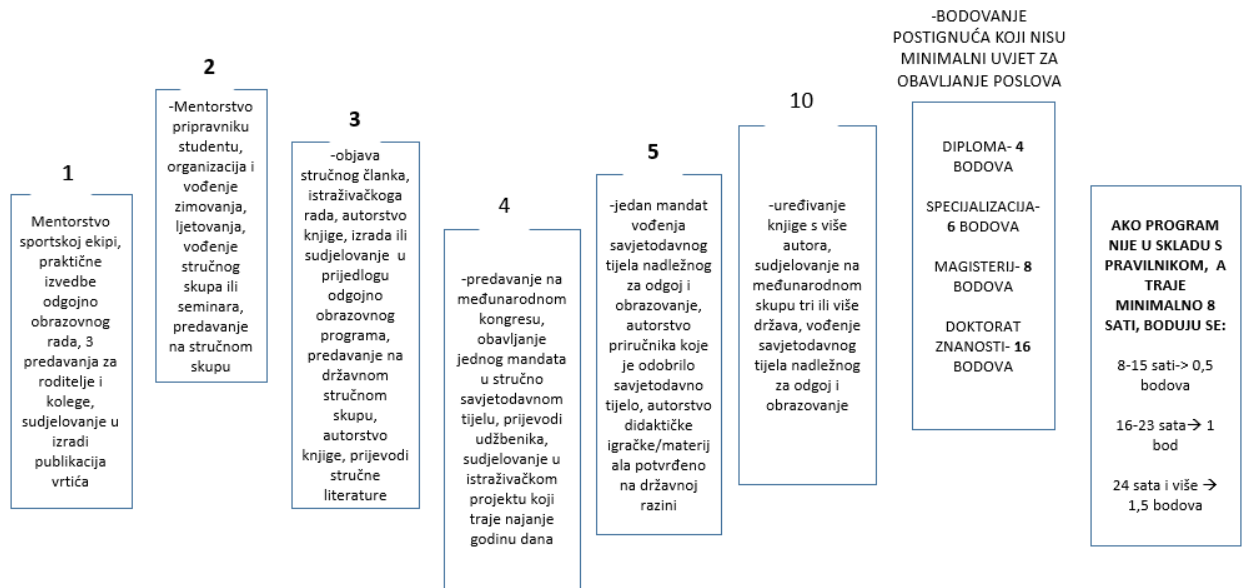 1
Mentorstvo
sportskoj ekipi,
praktične
izvedbe
odgojno
obrazovnog
rada, 3
predavanja za
roditelje i
kolege,
sudjelovanje u
izradi
publikacija
vrtića
2
-Mentorstvo
pripravniku
studentu,
organizacija i
vođenje
zimovanja,
ljetovanja,
vođenje
stručnog
skupa ili
seminara,
predavanje
na stručnom
skupu
3
-objava
stručnog članka,
istraživačkoga
rada, autorstvo
knjige, izrada ili
sudjelovanje u
prijedlogu
odgojno
obrazovnog
programa,
predavanje na
državnom
stručnom
skupu,
autorstvo
knjige, prijevodi
stručne
literature
4
-predavanje na
međunarodnom
kongresu,
obavljanje
jednog mandata
u stručno
savjetodavnom
tijelu, prijevodi
udžbenika,
sudjelovanje u
istraživačkom
projektu koji
traje najanje
godinu dana
5
-jedan mandat
vođenja
savjetodavnog
tijela nadležnog
za odgoj i
obrazovanje,
autorstvo
priručnika koje
je odobrilo
savjetodavno
tijelo, autorstvo
didaktičke
igračke/materij
ala potvrđeno
na državnoj
razini
10
-uređivanje
knjige s više
autora,
sudjelovanje na
međunarodnom
skupu tri ili više
država, vođenje
savjetodavnog
tijela nadležnog
za odgoj i
obrazovanje
-BODOVANJE
POSTIGNUĆA KOJI NISU
MINIMALNI UVJET ZA
OBAVLJANJE POSLOVA
DIPLOMA- 4
BODOVA
SPECIJALIZACIJA-
6 BODOVA
MAGISTERIJ- 8
BODOVA
DOKTORAT
ZNANOSTI- 16
BODOVA
AKO PROGRAM
NIJE U SKLADU S
PRAVILNIKOM, A
TRAJE
MINIMALNO 8
SATI, BODUJU SE:
8-15 sati-> 0,5
bodova
16-23 sata→ 1
bod
24 sata i više →
1,5 bodova